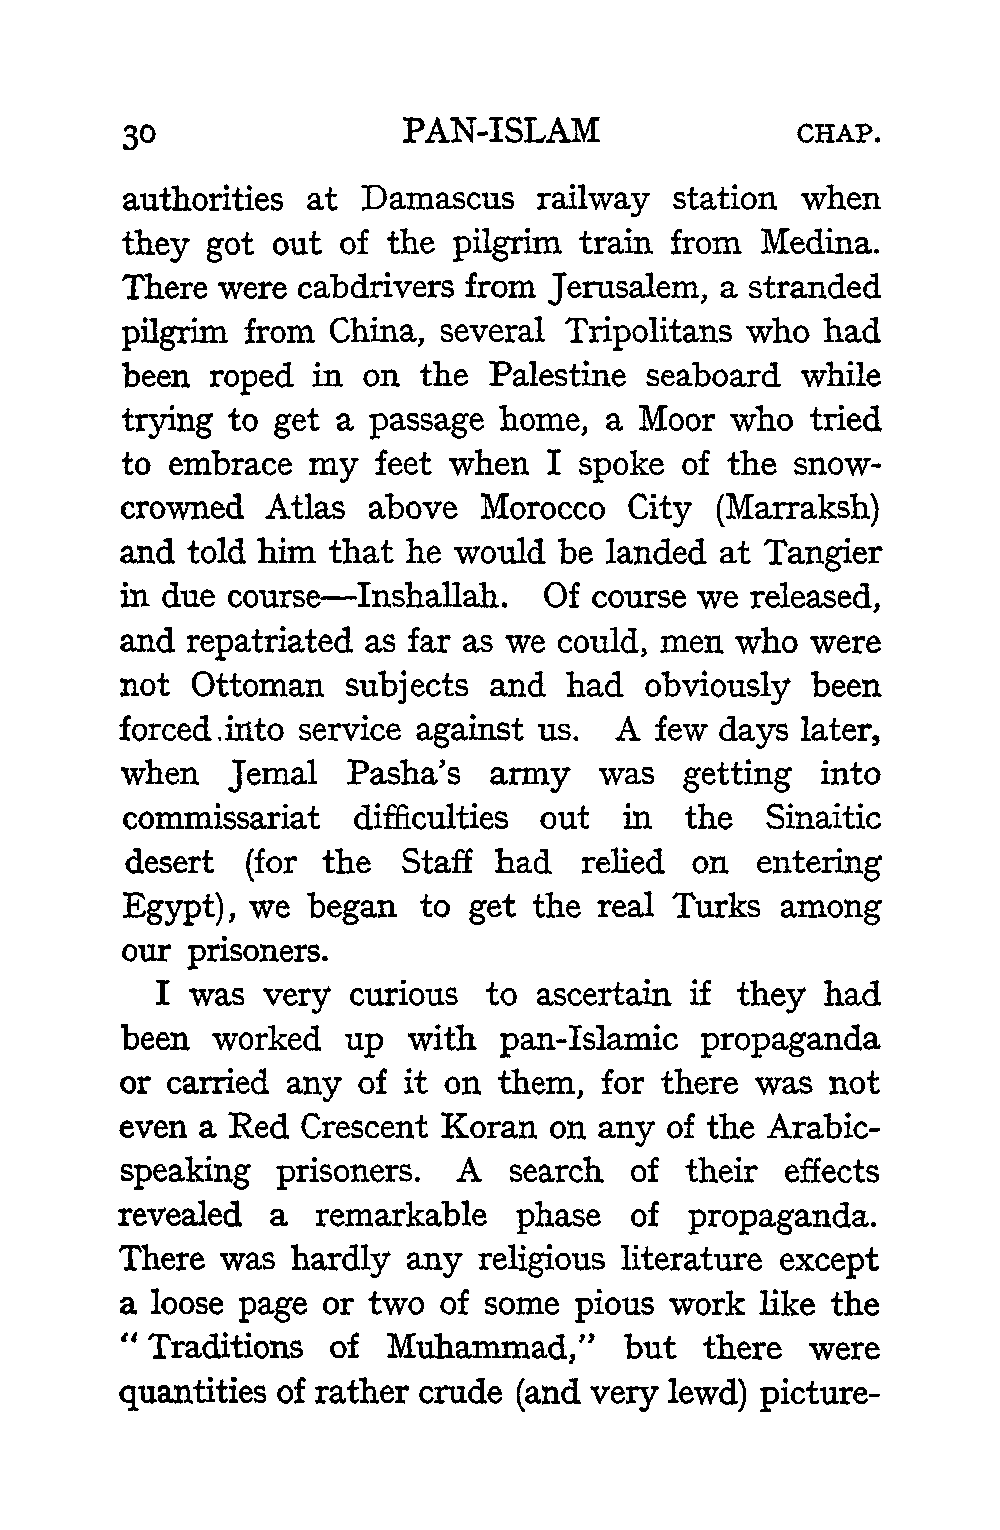 30 PAN-ISLAM CHAP.
authorities at Damascus railway station when
they got out of the pilgrim train from Medina.
There were cabdrivers from Jerusalem, a stranded
pilgrim from China, several Tripolitans who had
been roped in on the Palestine seaboard while
trying to get a passage home, a Moor who tried
to embrace my feet when I spoke of the snow-
crowned Atlas above Morocco City (Marraksh)
and told him that he would be landed at Tangier
in due course—Inshallah. Of course we released,
and repatriated as far as we could, men who were
not Ottoman subjects and had obviously been
forced into service against us. A few days later,
when Jemal Pasha's army was getting into
commissariat difficulties out in the Sinaitic
desert (for the Staff had relied on entering
Egypt), we began to get the real Turks among
our prisoners.
I was very curious to ascertain if they had
been worked up with pan-Islamic propaganda
or carried any of it on them, for there was not
even a Red Crescent Koran on any of the Arabic-
speaking prisoners. A search of their effects
revealed a remarkable phase of propaganda.
There was hardly any religious literature except
a loose page or two of some pious work like the
"Traditions of Muhammad," but there were
quantities of rather crude (and very lewd) picture-